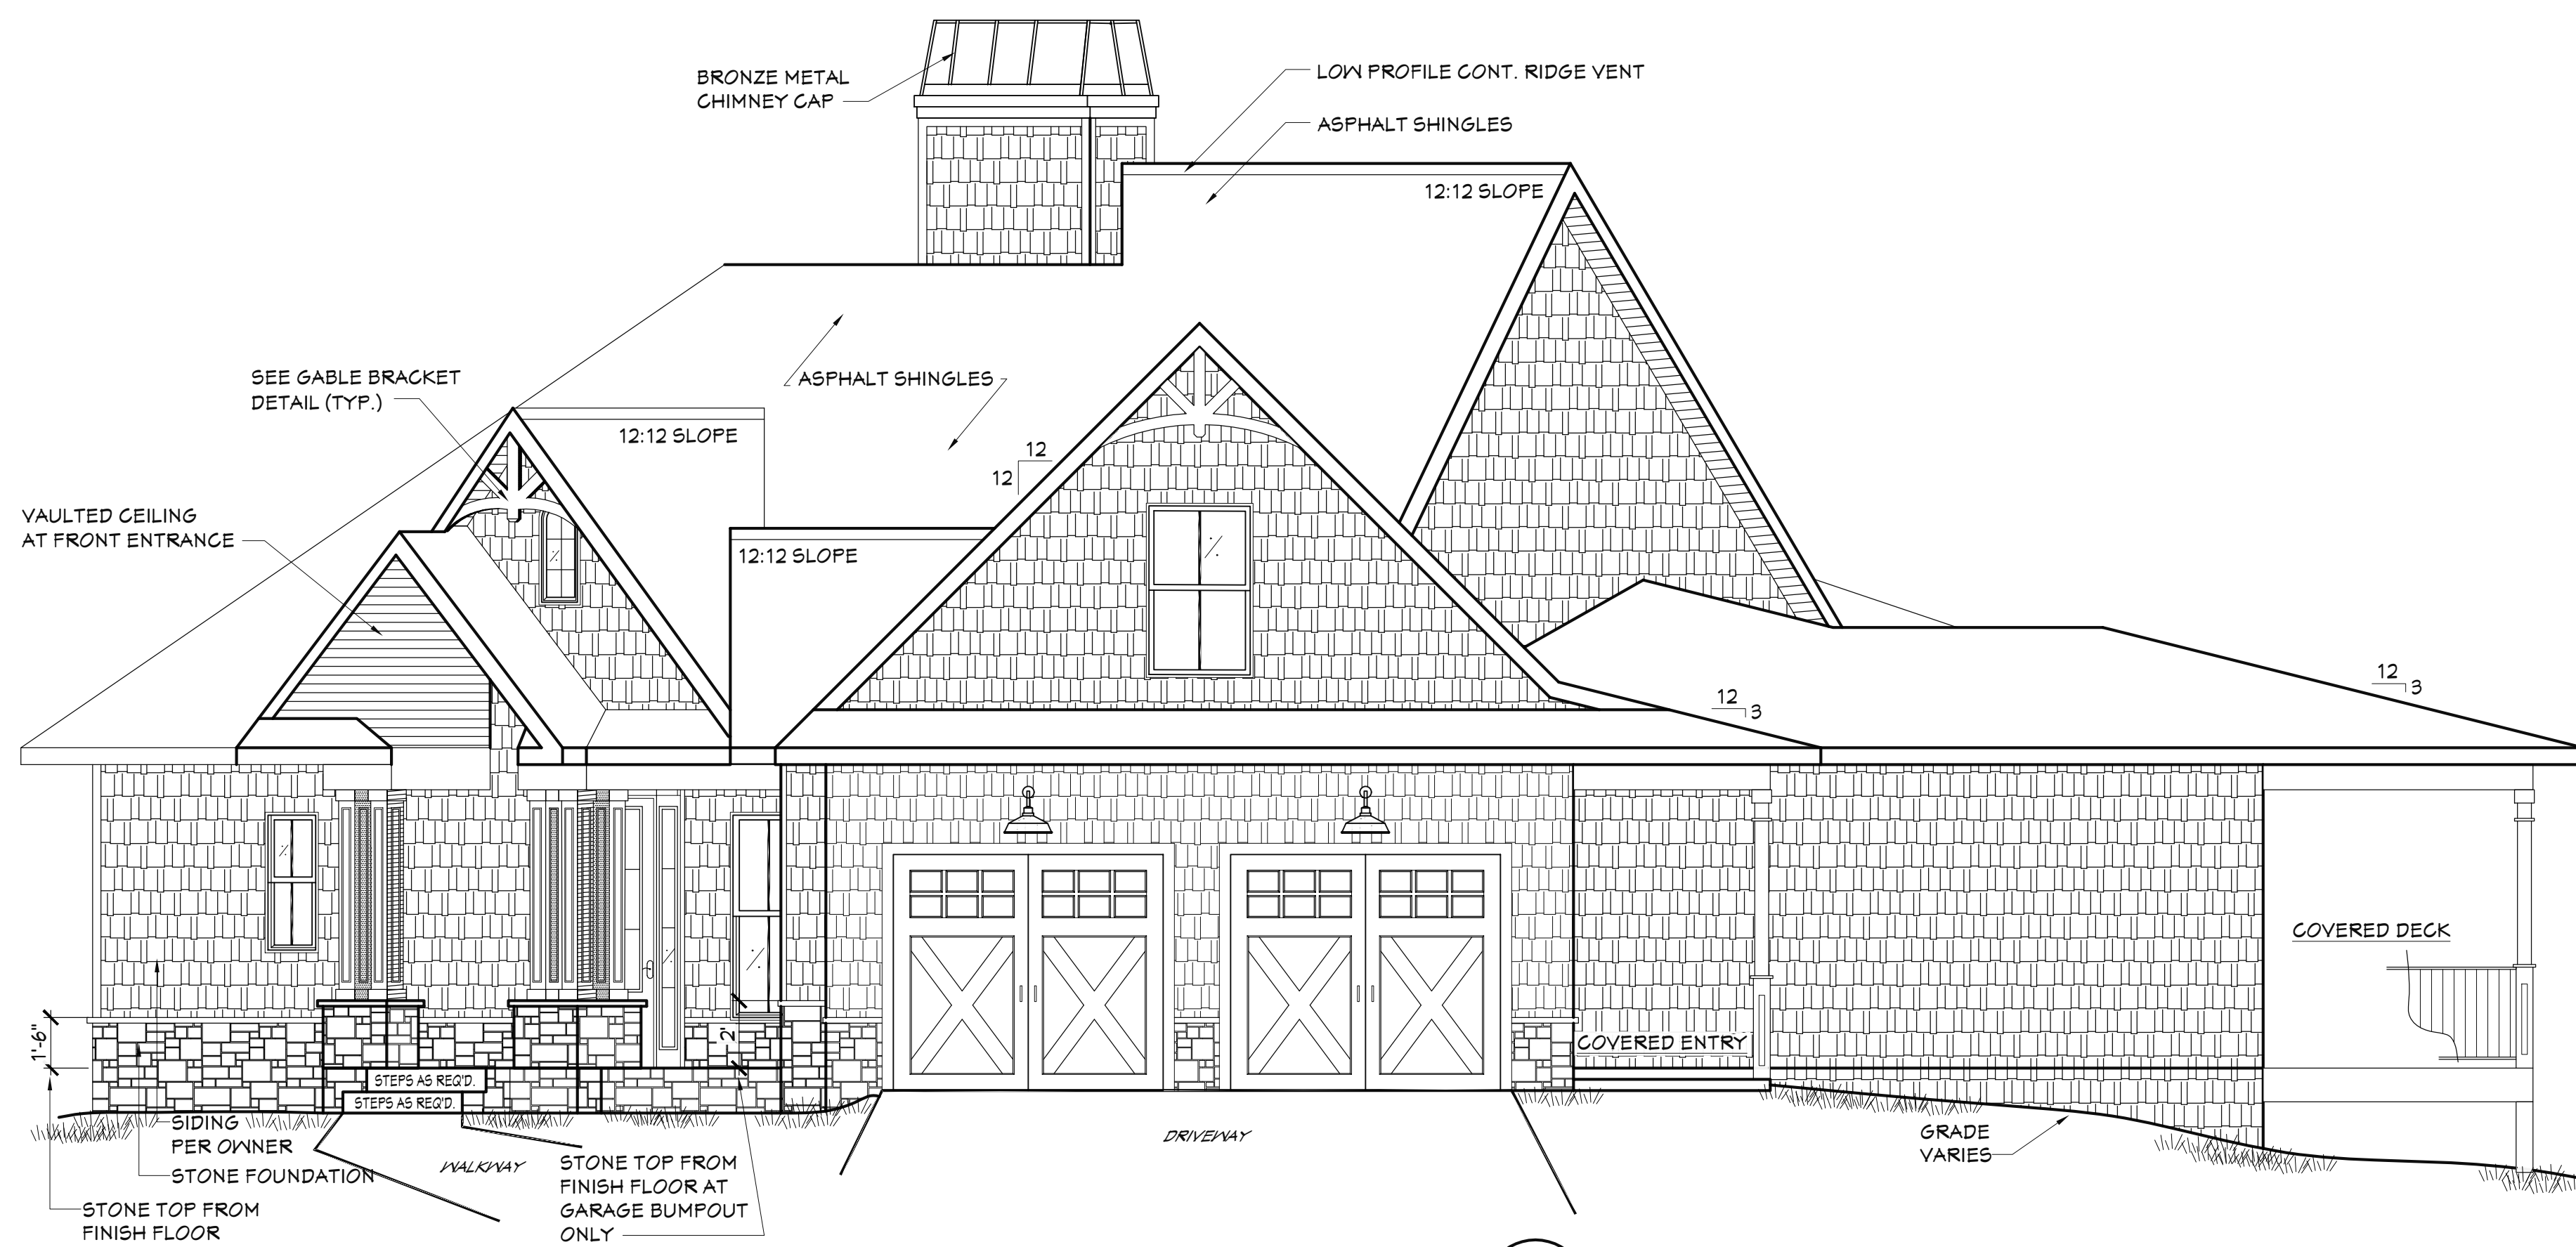 BRONZE METAL
CHIMNEY CAP
LOW PROFILE CONT. RIDGE VENT
ASPHALT SHINGLES
12:12 SLOPE
SEE GABLE BRACKET
DETAIL (TYP.)
ASPHALT SHINGLES
12:12 SLOPE
12
12
VAULTED CEILING
AT FRONT ENTRANCE
12:12 SLOPE
12
3
12
3
COVERED DECK
1'-6"
2'
COVERED ENTRY
STEPS AS REQ'D.
STEPS AS REQ'D.
SIDING
PER OWNER
STONE FOUNDATION
STONE TOP FROM
FINISH FLOOR
WALKWAY
STONE TOP FROM
FINISH FLOOR AT
GARAGE BUMPOUT
ONLY
DRIVEWAY
GRADE
VARIES